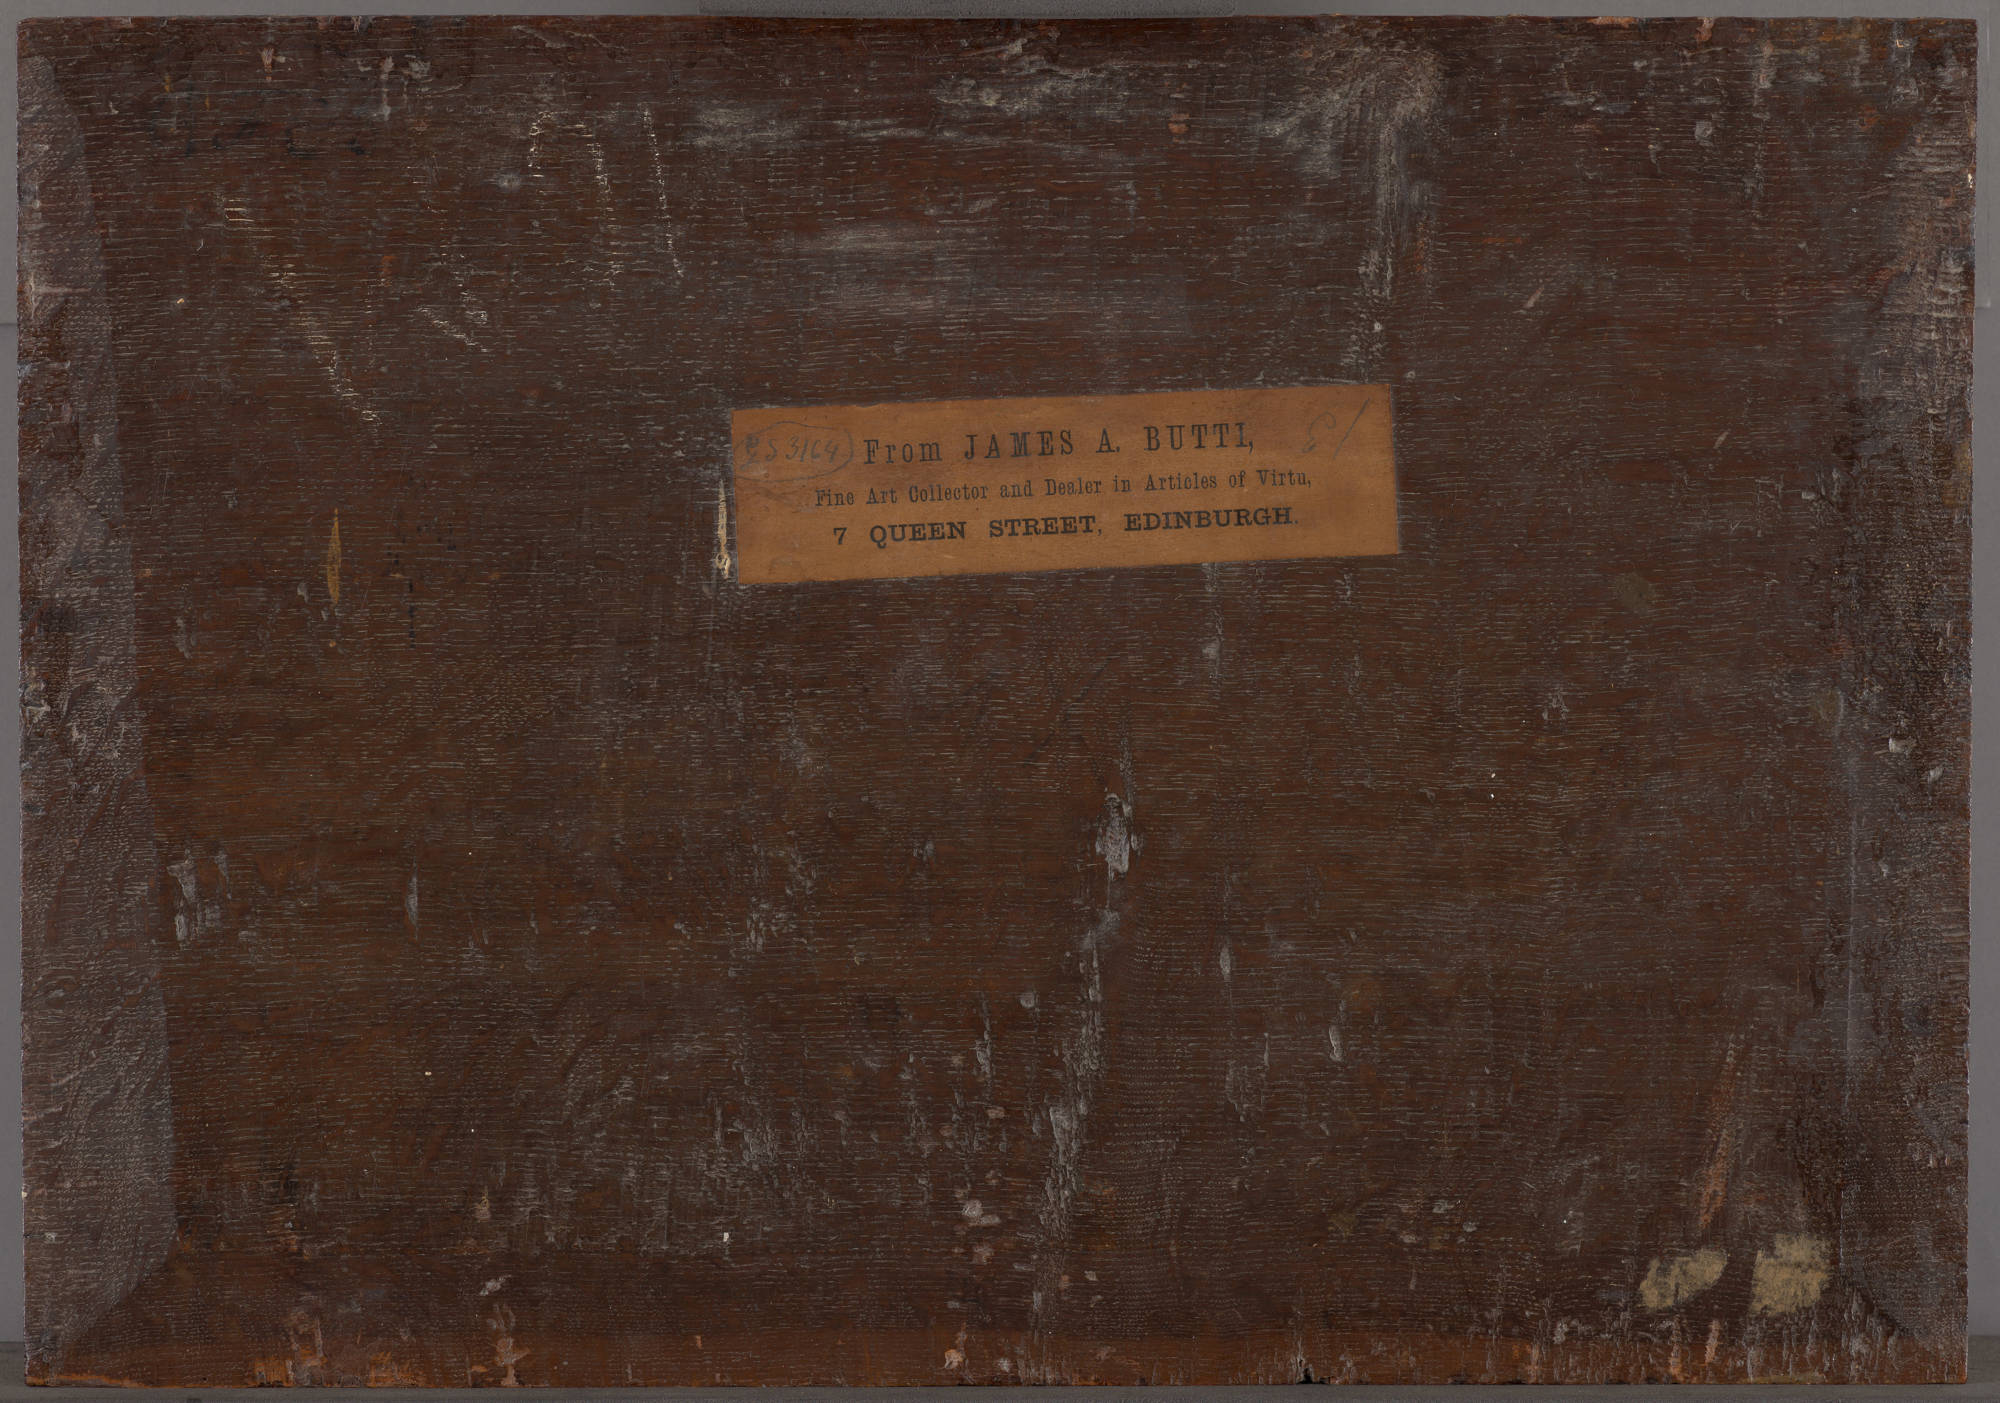 From JAMES A. BUTTI,
Fine Art Collector and Dealer in Articles of Virtu,
7 QUEEN STREET, EDINBURGH.